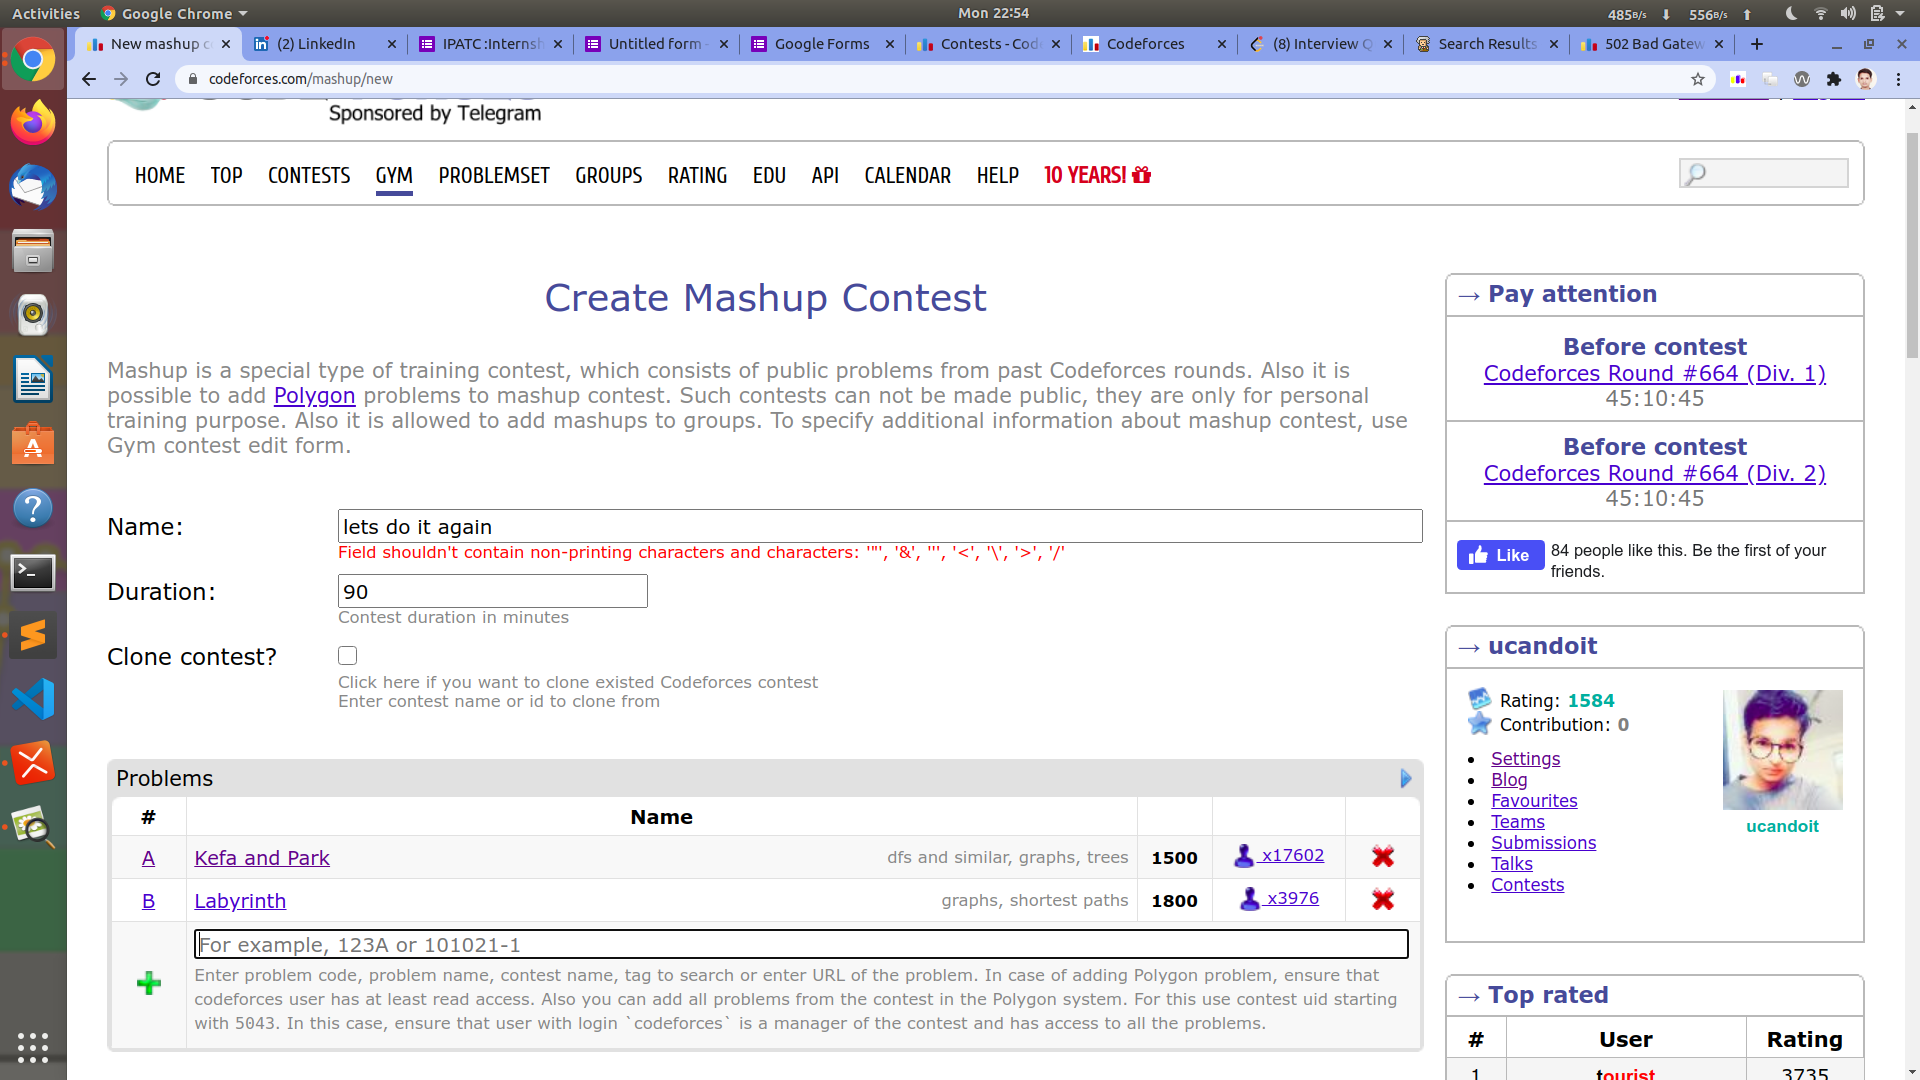 Activities
Google Chrome
Mon 22:54
485B/s
556B/s
New mashup c
(2) LinkedIn
IPATC :Internsh
Untitled form -
Google Forms
Contests - Cod
Codeforces
(8) Interview Q
Search Results
502 Bad Gatew
codeforces.com/mashup/new
Sponsored by Telegram
HOME TOP CONTESTS GYM PROBLEMSET GROUPS RATING EDU API CALENDAR HELP 10 YEARS!
Create Mashup Contest
Mashup is a special type of training contest, which consists of public problems from past Codeforces rounds. Also it is
possible to add Polygon problems to mashup contest. Such contests can not be made public, they are only for personal
training purpose. Also it is allowed to add mashups to groups. To specify additional information about mashup contest, use
Gym contest edit form.
Name: lets do it again
Field shouldn't contain non-printing characters and characters: '"', '&', ''', '<', '\', '>', '/'
Duration: 90
Contest duration in minutes
Clone contest?
Click here if you want to clone existed Codeforces contest
Enter contest name or id to clone from
Problems
# Name
A Kefa and Park dfs and similar, graphs, trees 1500 x17602
B Labyrinth graphs, shortest paths 1800 x3976
For example, 123A or 101021-1
Enter problem code, problem name, contest name, tag to search or enter URL of the problem. In case of adding Polygon problem, ensure that
codeforces user has at least read access. Also you can add all problems from the contest in the Polygon system. For this use contest uid starting
with 5043. In this case, ensure that user with login `codeforces` is a manager of the contest and has access to all the problems.
→ Pay attention
Before contest
Codeforces Round #664 (Div. 1)
45:10:45
Before contest
Codeforces Round #664 (Div. 2)
45:10:45
Like 84 people like this. Be the first of your
friends.
→ ucandoit
Rating: 1584
Contribution: 0
Settings
Blog
Favourites
Teams
Submissions
Talks
Contests
ucandoit
→ Top rated
# User Rating
1 tourist 3735